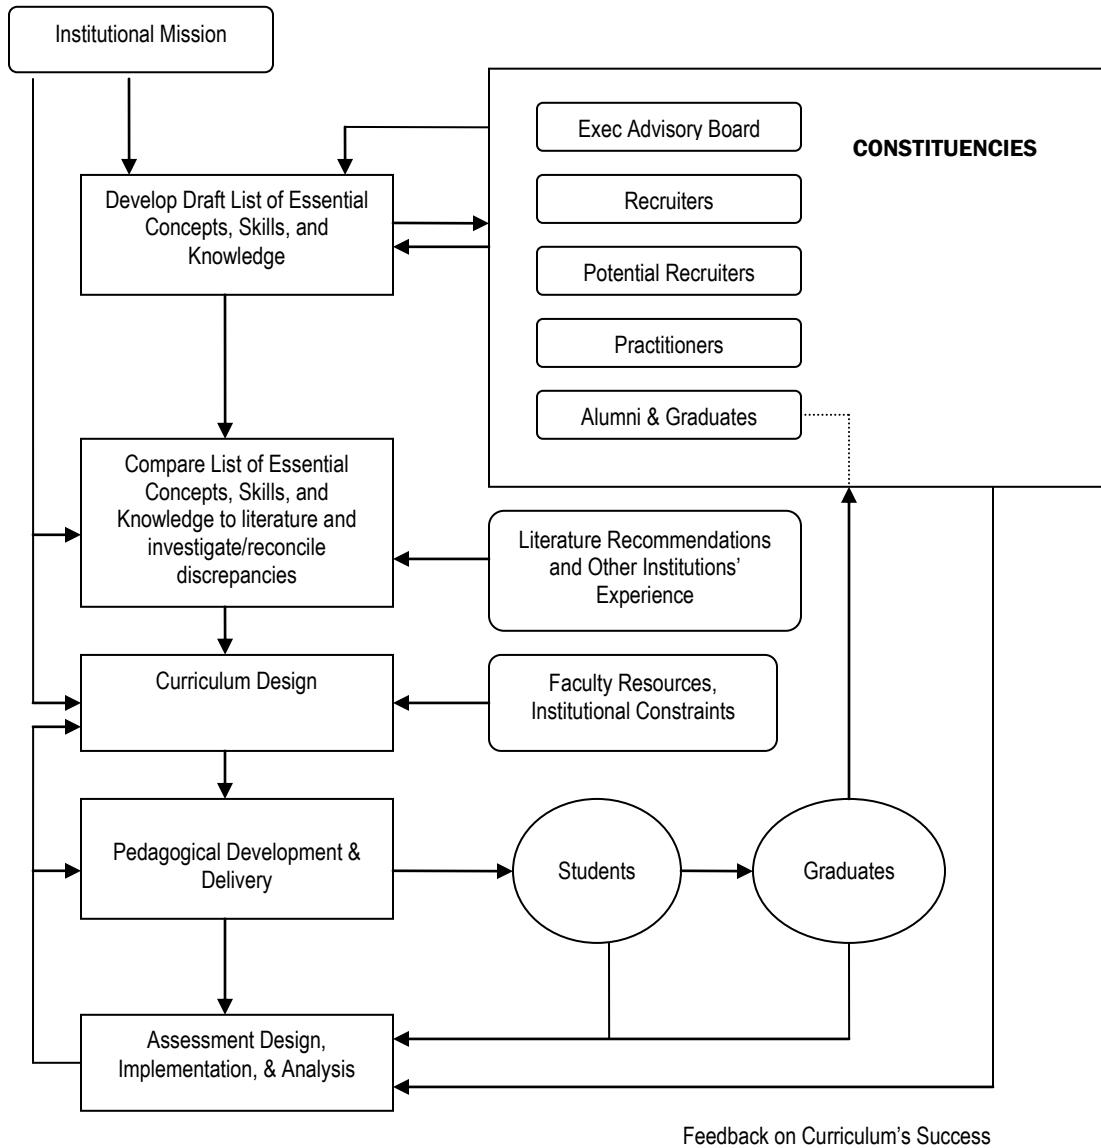 Institutional Mission
Exec Advisory Board
CONSTITUENCIES
Develop Draft List of Essential
Concepts, Skills, and
Knowledge
Recruiters
Potential Recruiters
Practitioners
Alumni & Graduates
Compare List of Essential
Concepts, Skills, and
Knowledge to literature and
investigate/reconcile
discrepancies
Literature Recommendations
and Other Institutions’
Experience
Curriculum Design
Faculty Resources,
Institutional Constraints
Pedagogical Development &
Delivery
Students
Graduates
Assessment Design,
Implementation, & Analysis
Feedback on Curriculum’s Success